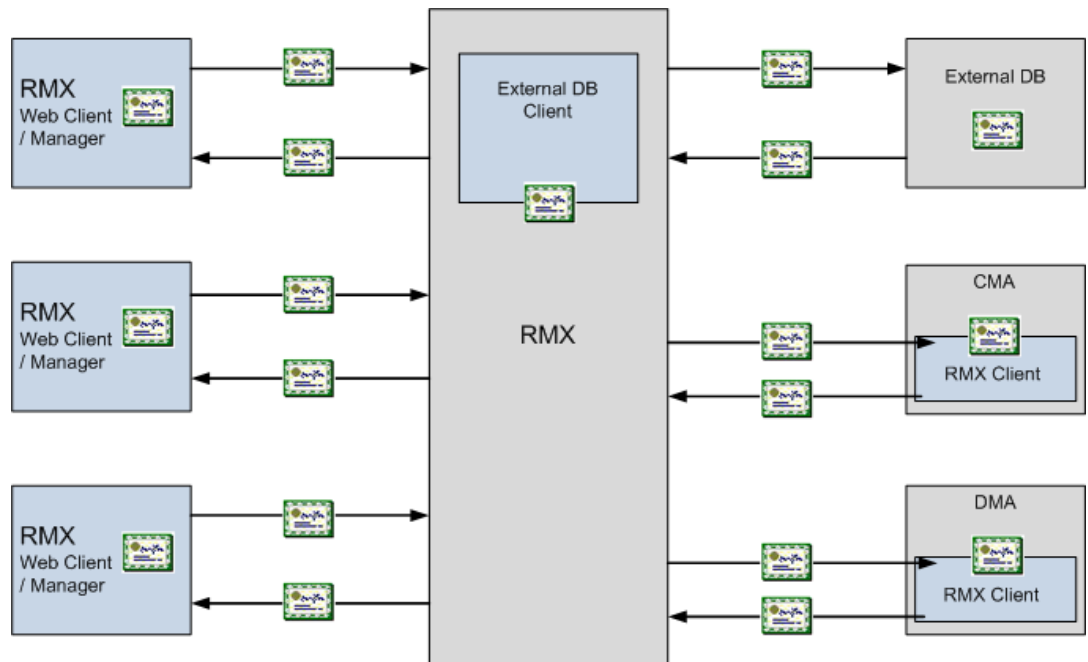 RMX
Web Client
/ Manager
External DB
Client
External DB
RMX
Web Client
/ Manager
RMX
CMA
RMX Client
RMX
Web Client
/ Manager
DMA
RMX Client